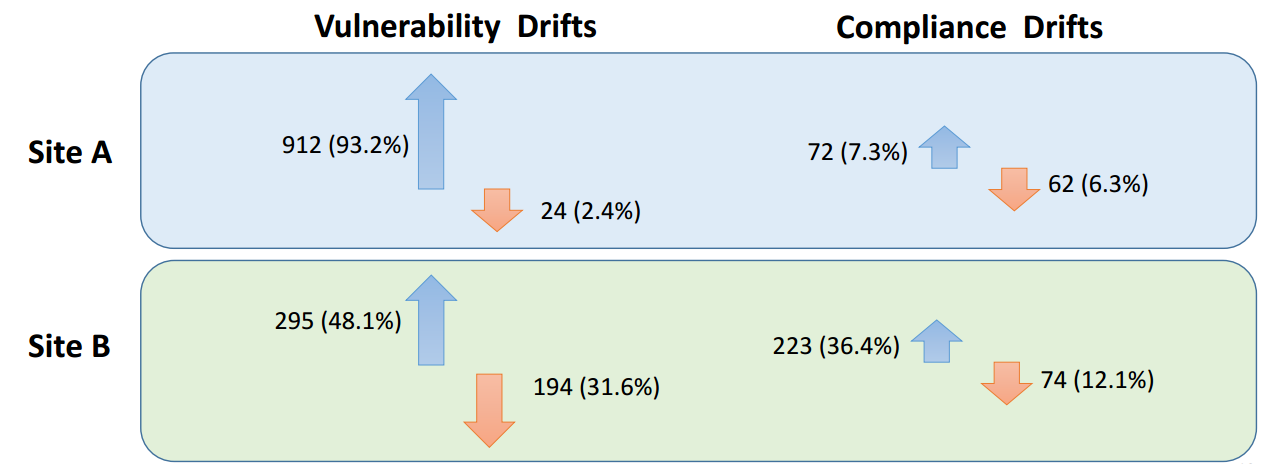 Vulnerability Drifts
Compliance Drifts
Site A
912 (93.2%)
24 (2.4%)
72 (7.3%)
62 (6.3%)
Site B
295 (48.1%)
194 (31.6%)
223 (36.4%)
74 (12.1%)